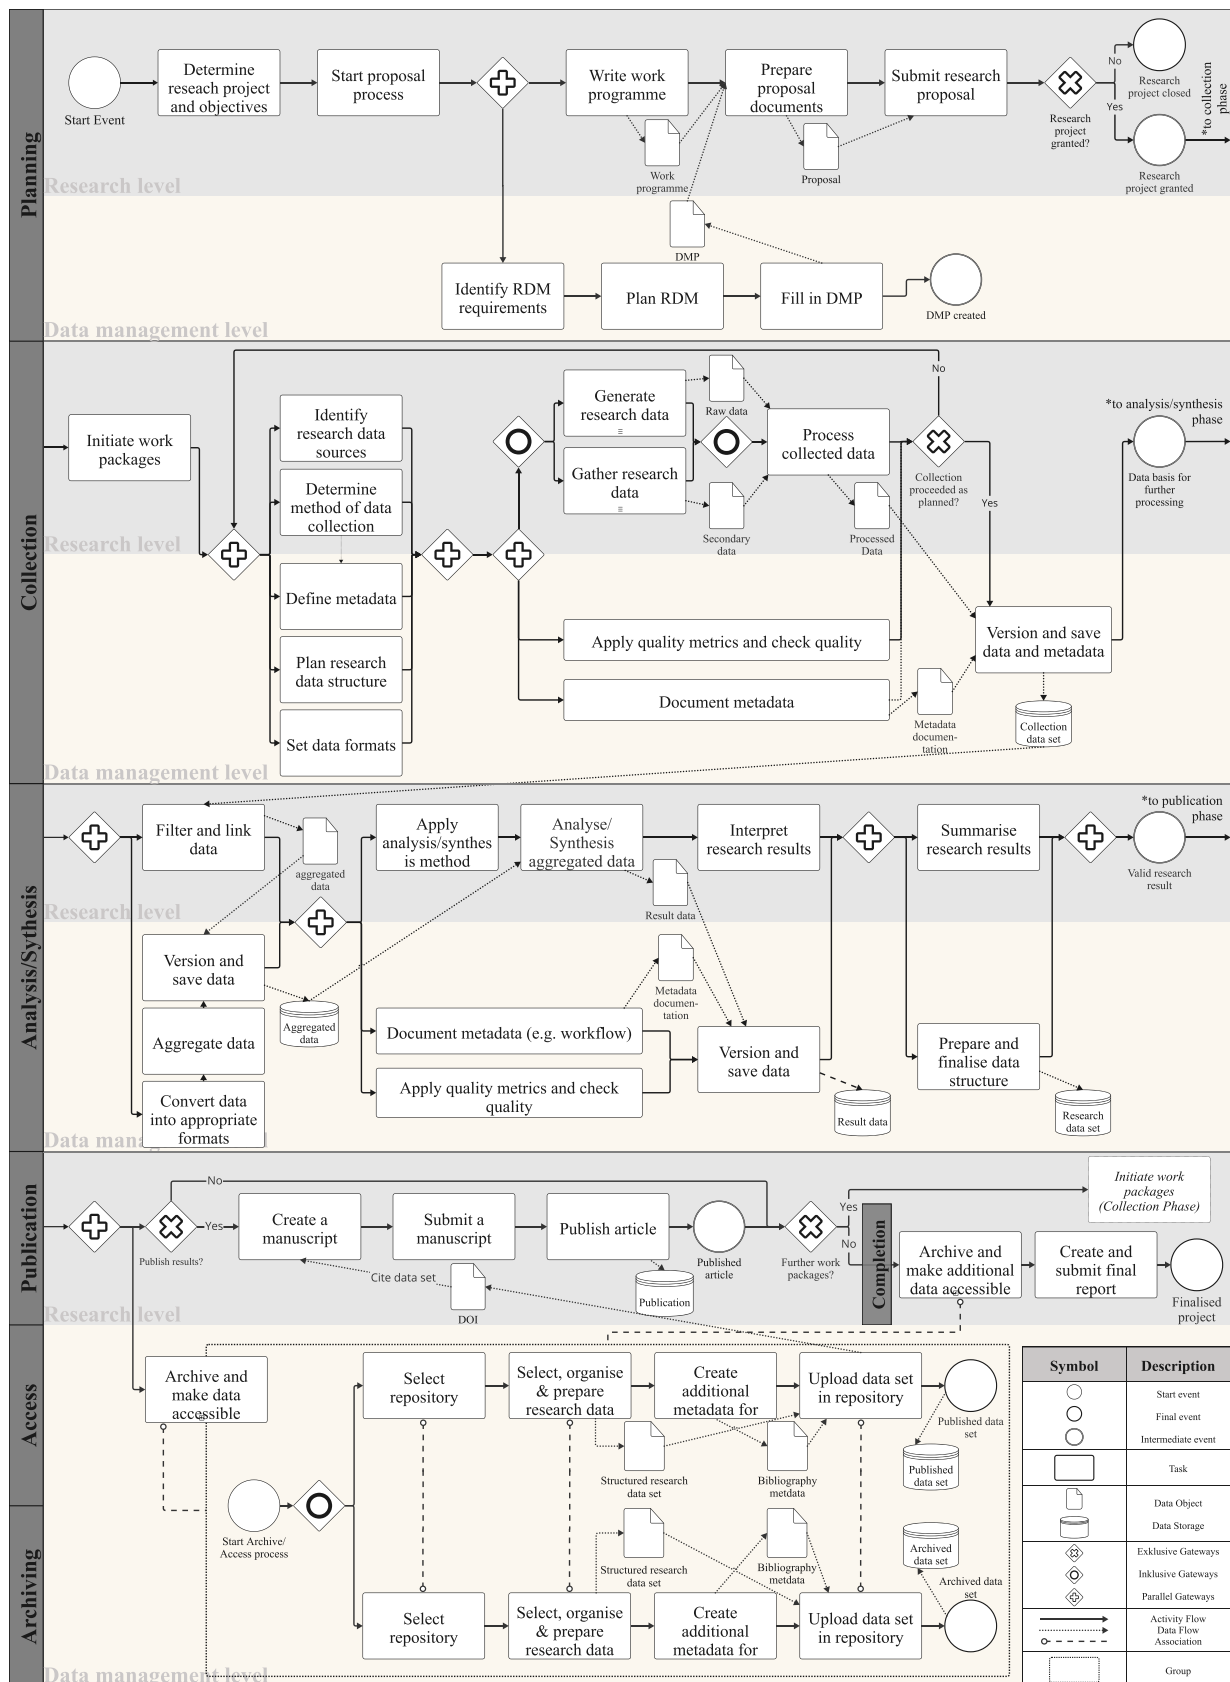 Planning
Start Event
Determine
reseach project
and objectives
Start proposal
process
Write work
programme
Prepare
proposal
documents
Submit research
proposal
Research
project
granted?
No
Yes
Research
project closed
Research
project granted
*to collection
phase
Work
programme
Proposal
Research level
DMP
Identify RDM
requirements
Plan RDM
Fill in DMP
DMP created
Data management level
Collection
Initiate work
packages
Identify
research data
sources
Determine
method of data
collection
Define metadata
Plan research
data structure
Set data formats
Generate
research data
Gather research
data
Raw data
Secondary
data
Process
collected data
Processed
Data
No
Collection
proceeded as
planned?
Yes
*to analysis/synthesis
phase
Data basis for
further
processing
Research level
Apply quality metrics and check quality
Document metadata
Metadata
documen-
tation
Version and save
data and metadata
Collection
data set
Data management level
Analysis/Sythesis
Filter and link
data
aggregated
data
Apply
analysis/synthes
is method
Analyse/
Synthesis
aggregated data
Interpret
research results
Summarise
research results
*to publication
phase
Valid research
result
Result data
Research level
Version and
save data
Aggregated
data
Aggregate data
Convert data
into appropriate
formats
Metadata
documen-
tation
Document metadata (e.g. workflow)
Apply quality metrics and check
quality
Version and
save data
Result data
Prepare and
finalise data
structure
Research
data set
Data mana
l
Publication
No
Publish results?
Yes
Create a
manuscript
Submit a
manuscript
Publish article
Published
article
Cite data set
DOI
Publication
Further work
packages?
Yes
No
Initiate work
packages
(Collection Phase)
Completion
Archive and
make additional
data accessible
Create and
submit final
report
Finalised
project
Research level
Access
Archive and
make data
accessible
Select
repository
Select, organise
& prepare
research data
Create
additional
metadata for
Upload data set
in repository
Published data
set
Structured research
data set
Bibliography
metdata
Published
data set
Start Archive/
Access process
Archiving
Structured research
data set
Bibliography
metdata
Archived
data set
Archived data
set
Select
repository
Select, organise
& prepare
research data
Create
additional
metadata for
Upload data set
in repository
Data management level
Symbol Description
Start event
Final event
Intermediate event
Task
Data Object
Data Storage
Exklusive Gateways
Inklusive Gateways
Parallel Gateways
Activity Flow
Data Flow
Association
Group